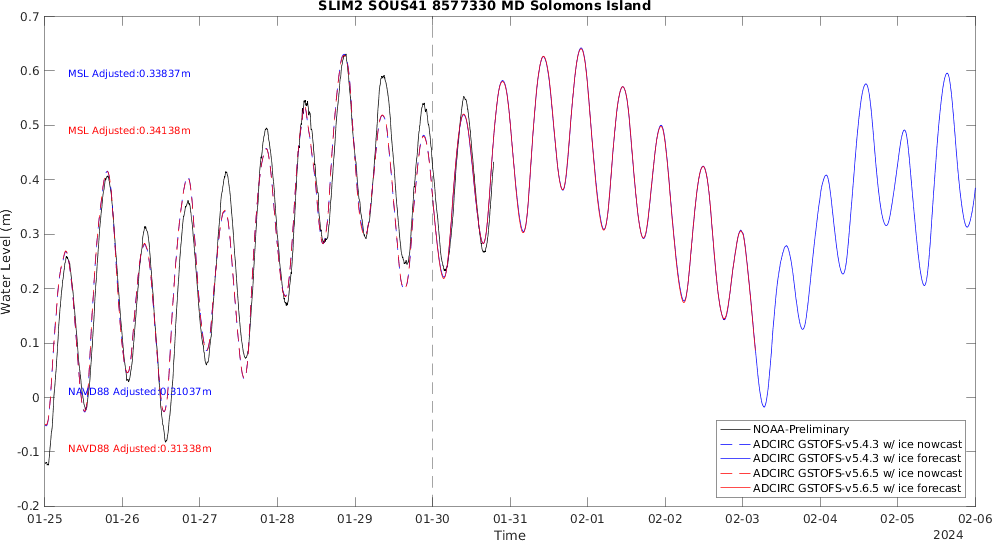 SLIM2 SOUS41 8577330 MD Solomons Island
0.7
0.6
0.5
0.4
0.3
0.2
0.1
0
-0.1
-0.2
Water Level (m)
MSL Adjusted:0.33837m
MSL Adjusted:0.34138m
NAVD88 Adjusted:0.31037m
NAVD88 Adjusted:0.31338m
NOAA-Preliminary
ADCIRC GSTOFS-v5.4.3 w/ ice nowcast
ADCIRC GSTOFS-v5.4.3 w/ ice forecast
ADCIRC GSTOFS-v5.6.5 w/ ice nowcast
ADCIRC GSTOFS-v5.6.5 w/ ice forecast
01-25 01-26 01-27 01-28 01-29 01-30 01-31 02-01 02-02 02-03 02-04 02-05 02-06
Time
2024